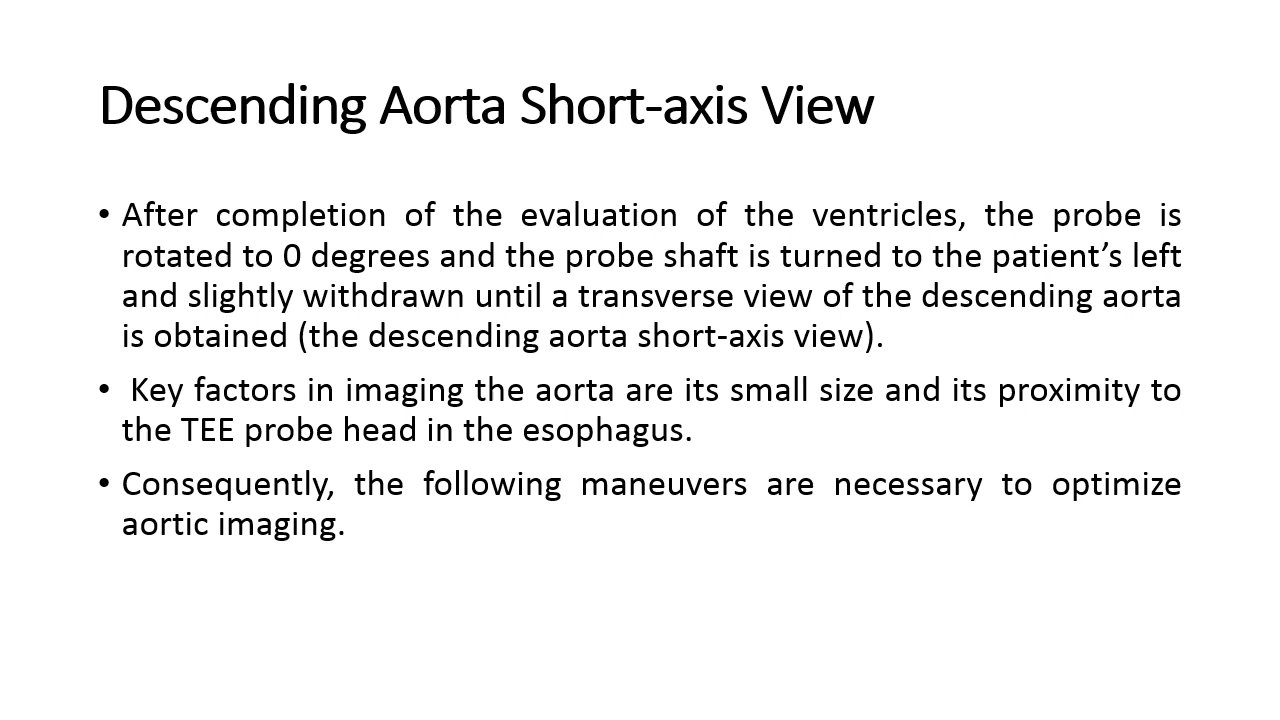 Descending Aorta Short-axis View
• After completion of the evaluation of the ventricles, the probe is
rotated to 0 degrees and the probe shaft is turned to the patient’s left
and slightly withdrawn until a transverse view of the descending aorta
is obtained (the descending aorta short-axis view).
• Key factors in imaging the aorta are its small size and its proximity to
the TEE probe head in the esophagus.
• Consequently, the following maneuvers are necessary to optimize
aortic imaging.